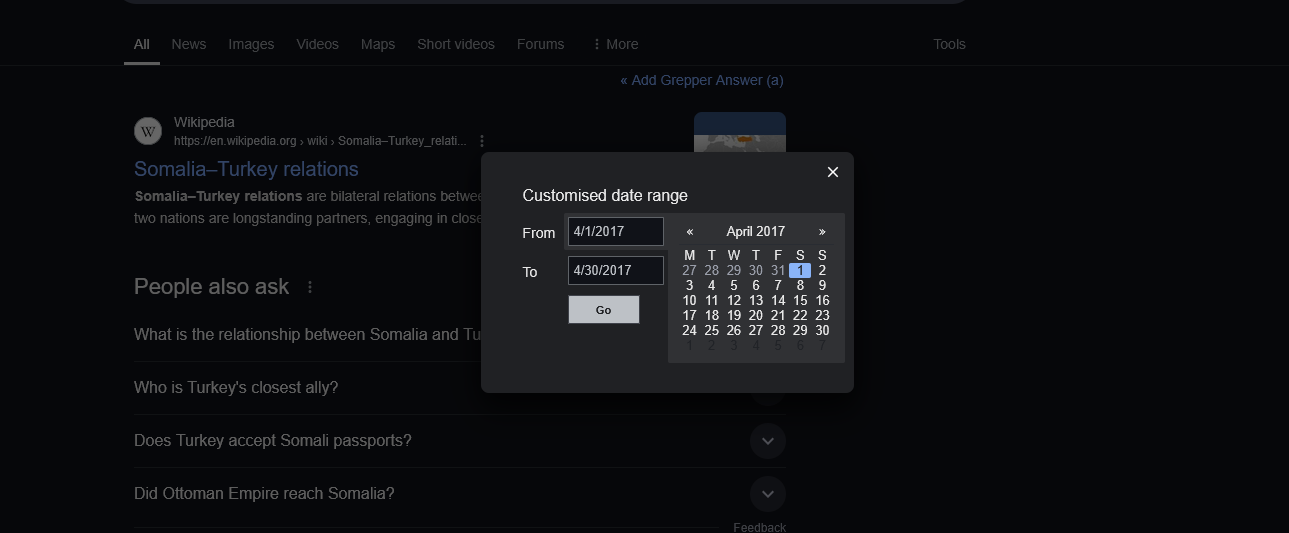 All News Images Videos Maps Short videos Forums More Tools
« Add Grepper Answer (a)
W
Wikipedia
https://en.wikipedia.org › wiki › Somalia–Turkey_relati...
Somalia–Turkey relations
Somalia–Turkey relations are bilateral relations betwee
two nations are longstanding partners, engaging in close
People also ask
What is the relationship between Somalia and Tu
Who is Turkey's closest ally?
Does Turkey accept Somali passports?
Did Ottoman Empire reach Somalia?
Feedback
Customised date range
From 4/1/2017
To 4/30/2017
Go
« April 2017 »
M T W T F S S
27 28 29 30 31 1 2
3 4 5 6 7 8 9
10 11 12 13 14 15 16
17 18 19 20 21 22 23
24 25 26 27 28 29 30
1 2 3 4 5 6 7